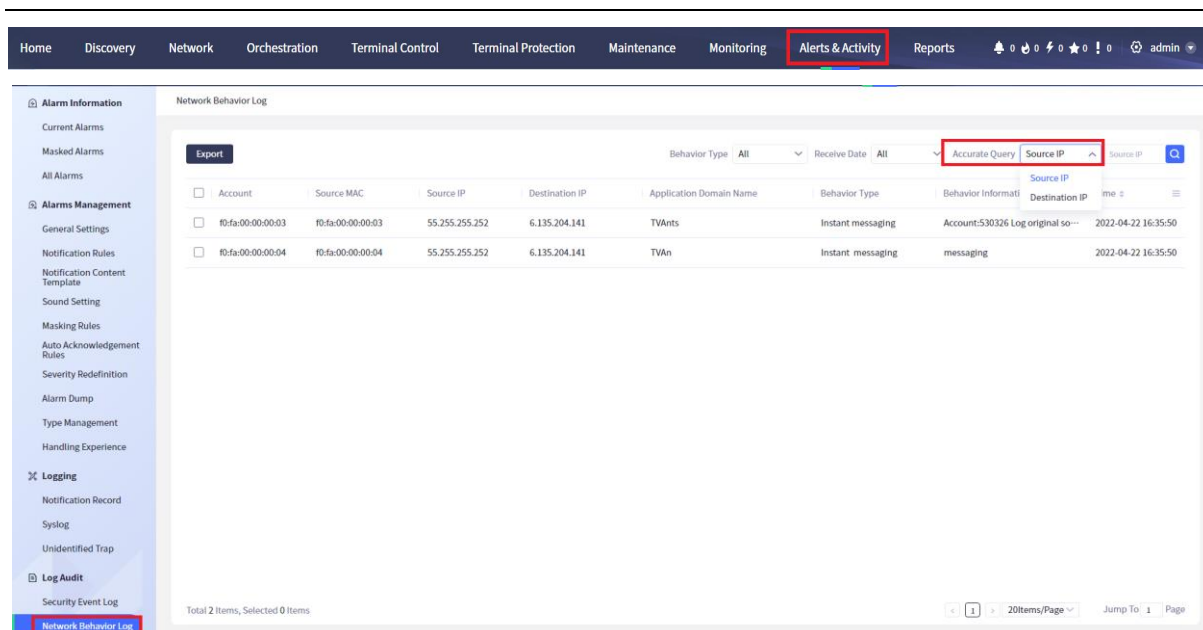 Home Discovery Network Orchestration Terminal Control Terminal Protection Maintenance Monitoring Alerts & Activity Reports 0 0 0 0 0 admin
Alarm Information
Current Alarms
Masked Alarms
All Alarms
Alarms Management
General Settings
Notification Rules
Notification Content
Template
Sound Setting
Masking Rules
Auto Acknowledgement
Rules
Severity Redefinition
Alarm Dump
Type Management
Handling Experience
Logging
Notification Record
Syslog
Unidentified Trap
Log Audit
Security Event Log
Network Behavior Log
Network Behavior Log
Export Behavior Type All Receive Date All Accurate Query Source IP Source IP
Source IP
Destination IP
Account Source MAC Source IP Destination IP Application Domain Name Behavior Type Behavior Informati me
f0:fa:00:00:00:03 f0:fa:00:00:00:03 55.255.255.252 6.135.204.141 TVAnts Instant messaging Account:530326 Log original so··· 2022-04-22 16:35:50
f0:fa:00:00:00:04 f0:fa:00:00:00:04 55.255.255.252 6.135.204.141 TVAn Instant messaging messaging 2022-04-22 16:35:50
Total 2 Items, Selected 0 Items < 1 > 20Items/Page Jump To 1 Page